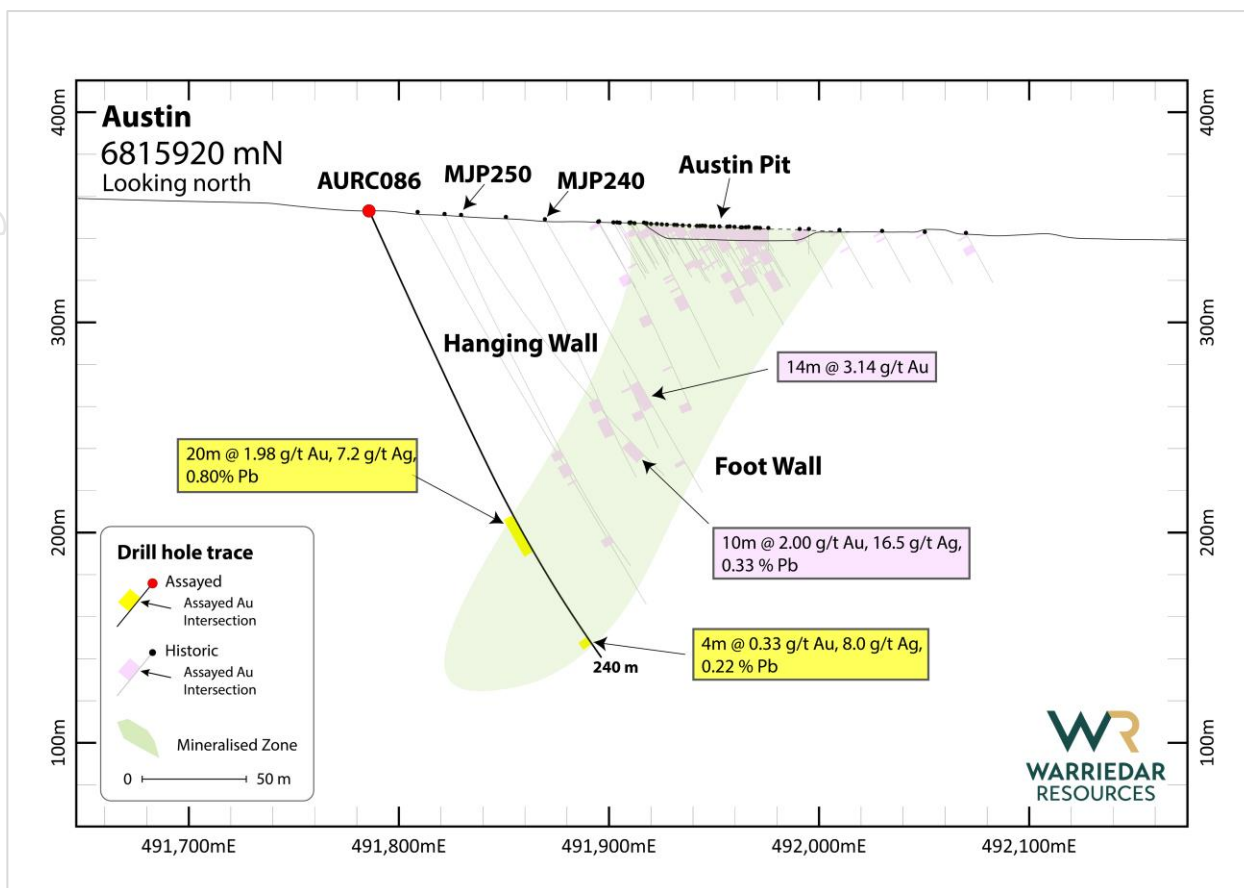 Austin
6815920 mN
Looking north
400m
300m
200m
100m
400m
300m
200m
100m
AURC086
MJP250
MJP240
Austin Pit
Hanging Wall
14m @ 3.14 g/t Au
20m @ 1.98 g/t Au, 7.2 g/t Ag,
0.80% Pb
Foot Wall
10m @ 2.00 g/t Au, 16.5 g/t Ag,
0.33 % Pb
4m @ 0.33 g/t Au, 8.0 g/t Ag,
0.22 % Pb
240 m
Drill hole trace
Assayed
Assayed Au
Intersection
Historic
Assayed Au
Intersection
Mineralised Zone
0
50 m
WR
WARRIEDAR
RESOURCES
491,700mE
491,800mE
491,900mE
492,000mE
492,100mE